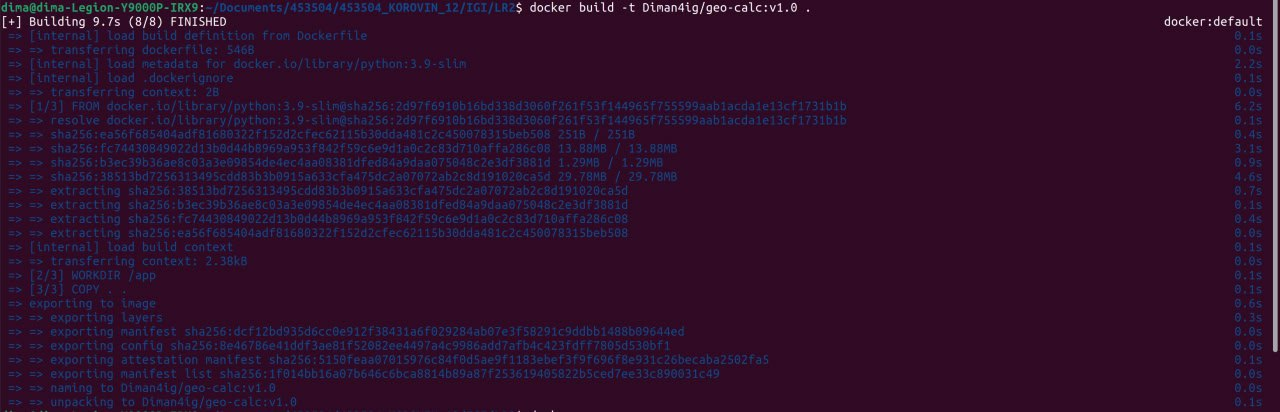 dima@dima-Legion-Y9000P-IRX9:~/Documents/453504/453504_KOROVIN_12/IGI/LR2$ docker build -t Diman4ig/geo-calc:v1.0 .
[+] Building 9.7s (8/8) FINISHED docker:default
=> [internal] load build definition from Dockerfile 0.1s
=> => transferring dockerfile: 546B 0.0s
=> [internal] load metadata for docker.io/library/python:3.9-slim 2.2s
=> [internal] load .dockerignore 0.1s
=> => transferring context: 2B 0.0s
=> [1/3] FROM docker.io/library/python:3.9-slim@sha256:2d97f6910b16bd338d3060f261f53f144965f755599aab1acda1e13cf1731b1b 6.2s
=> => resolve docker.io/library/python:3.9-slim@sha256:2d97f6910b16bd338d3060f261f53f144965f755599aab1acda1e13cf1731b1b 0.1s
=> => sha256:ea56f685404adf81680322f152d2cfec62115b30dda481c2c450078315beb508 251B / 251B 0.4s
=> => sha256:fc74430849022d13b0d44b8969a953f842f59c6e9d1a0c2c83d710affa286c08 13.88MB / 13.88MB 3.1s
=> => sha256:b3ec39b36ae8c03a3e09854de4ec4aa08381dfed84a9daa075048c2e3df3881d 1.29MB / 1.29MB 0.9s
=> => sha256:38513bd7256313495cdd83b3b0915a633cfa475dc2a07072ab2c8d191020ca5d 29.78MB / 29.78MB 4.6s
=> => extracting sha256:38513bd7256313495cdd83b3b0915a633cfa475dc2a07072ab2c8d191020ca5d 0.7s
=> => extracting sha256:b3ec39b36ae8c03a3e09854de4ec4aa08381dfed84a9daa075048c2e3df3881d 0.1s
=> => extracting sha256:fc74430849022d13b0d44b8969a953f842f59c6e9d1a0c2c83d710affa286c08 0.4s
=> => extracting sha256:ea56f685404adf81680322f152d2cfec62115b30dda481c2c450078315beb508 0.0s
=> [internal] load build context 0.1s
=> => transferring context: 2.38kB 0.0s
=> [2/3] WORKDIR /app 0.1s
=> [3/3] COPY . . 0.1s
=> exporting to image 0.6s
=> => exporting layers 0.3s
=> => exporting manifest sha256:dcf12bd935d6cc0e912f38431a6f029284ab07e3f58291c9ddbb1488b09644ed 0.0s
=> => exporting config sha256:8e46786e41ddf3ae81f52082ee4497a4c9986add7afb4c423fdff7805d530bf1 0.0s
=> => exporting attestation manifest sha256:5150feaa07015976c84f0d5ae9f1183ebef3f9f696f8e931c26becaba2502fa5 0.1s
=> => exporting manifest list sha256:1f014bb16a07b646c6bca8814b89a87f253619405822b5ced7ee33c890031c49 0.0s
=> => naming to Diman4ig/geo-calc:v1.0 0.0s
=> => unpacking to Diman4ig/geo-calc:v1.0 0.1s